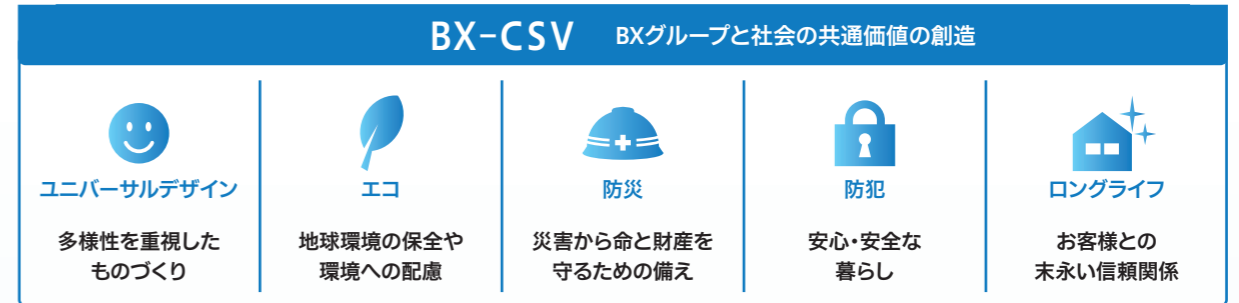 BX-CSV BXグループと社会の共通価値の創造
ユニバーサルデザイン
多様性を重視した
ものづくり
エコ
地球環境の保全や
環境への配慮
防災
災害から命と財産を
守るための備え
防犯
安心・安全な
暮らし
ロングライフ
お客様との
末永い信頼関係